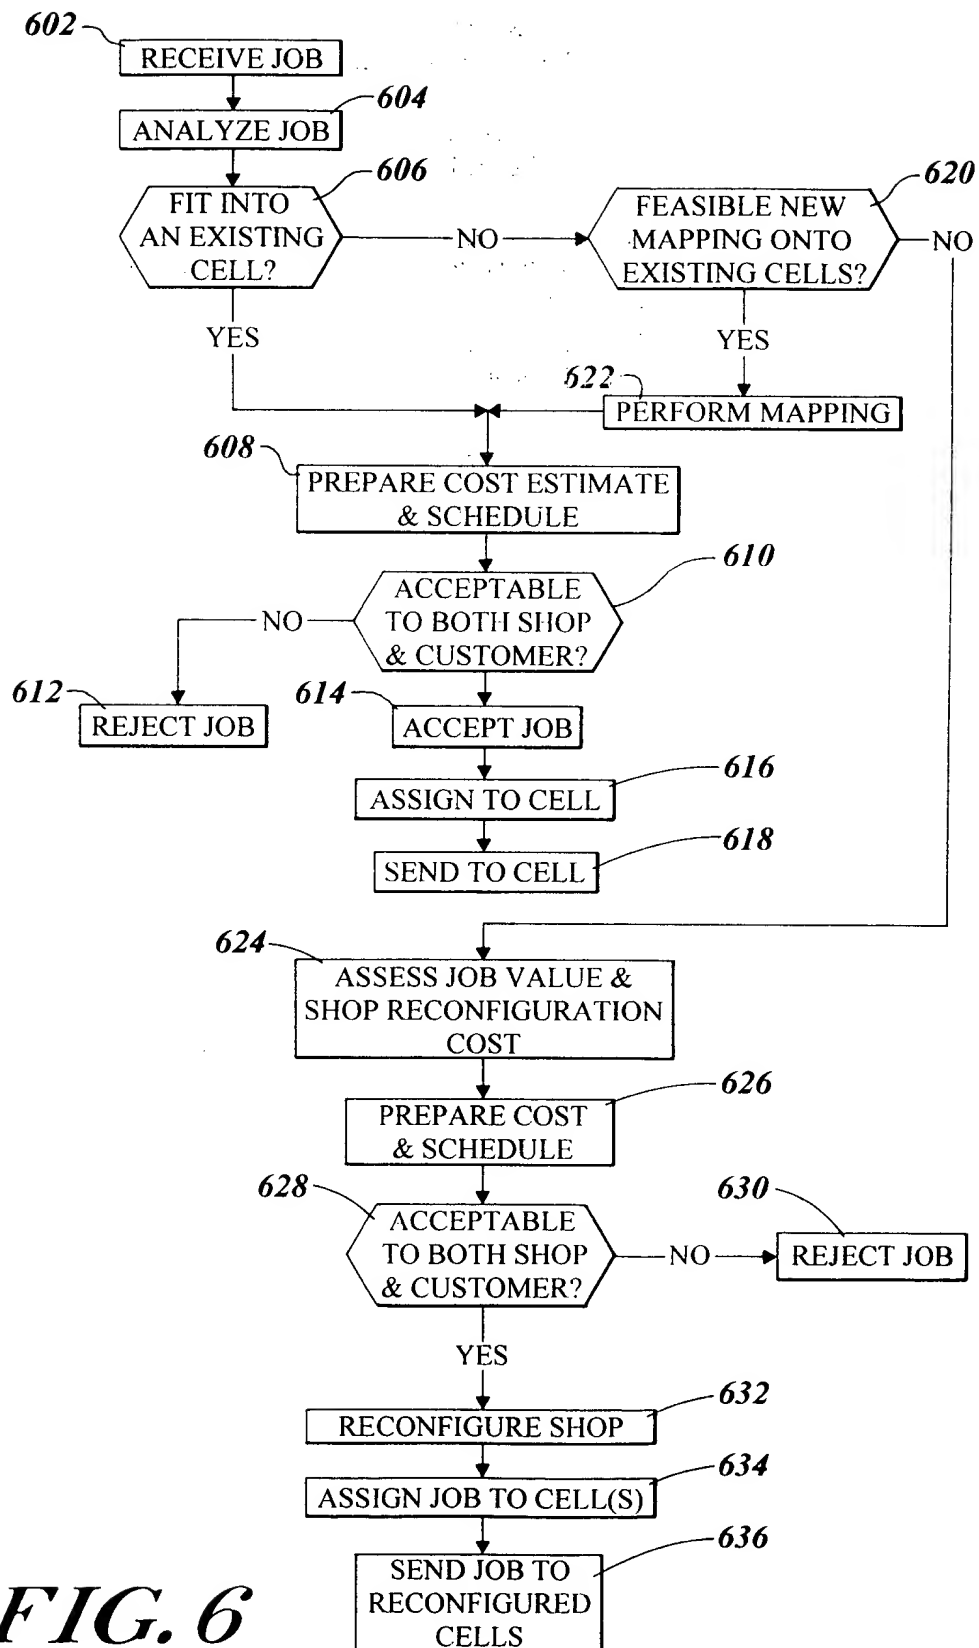 602
RECEIVE JOB
604
ANALYZE JOB
606
FIT INTO
AN EXISTING
CELL?
NO
620
FEASIBLE NEW
MAPPING ONTO
EXISTING CELLS?
NO
YES
YES
622
PERFORM MAPPING
608
PREPARE COST ESTIMATE
& SCHEDULE
610
ACCEPTABLE
TO BOTH SHOP
& CUSTOMER?
NO
612
REJECT JOB
614
ACCEPT JOB
616
ASSIGN TO CELL
618
SEND TO CELL
624
ASSESS JOB VALUE &
SHOP RECONFIGURATION
COST
626
PREPARE COST
& SCHEDULE
628
ACCEPTABLE
TO BOTH SHOP
& CUSTOMER?
NO
630
REJECT JOB
YES
632
RECONFIGURE SHOP
634
ASSIGN JOB TO CELL(S)
636
SEND JOB TO
RECONFIGURED
CELLS
FIG. 6